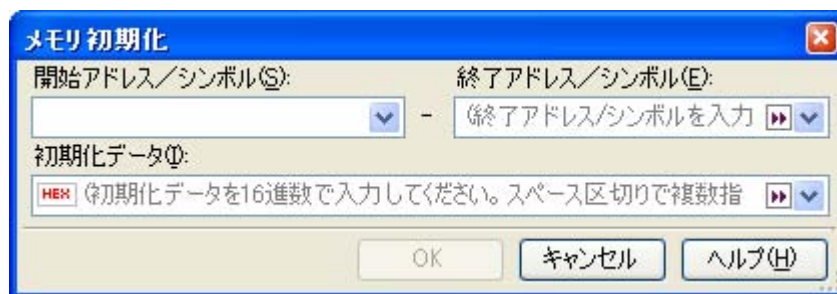 メモリ初期化
開始アドレス／シンボル(S): 終了アドレス／シンボル(E):
- (終了アドレス/シンボルを入力
初期化データ(I):
HEX (初期化データを16進数で入力してください。スペース区切りで複数指
OK キャンセル ヘルプ(H)